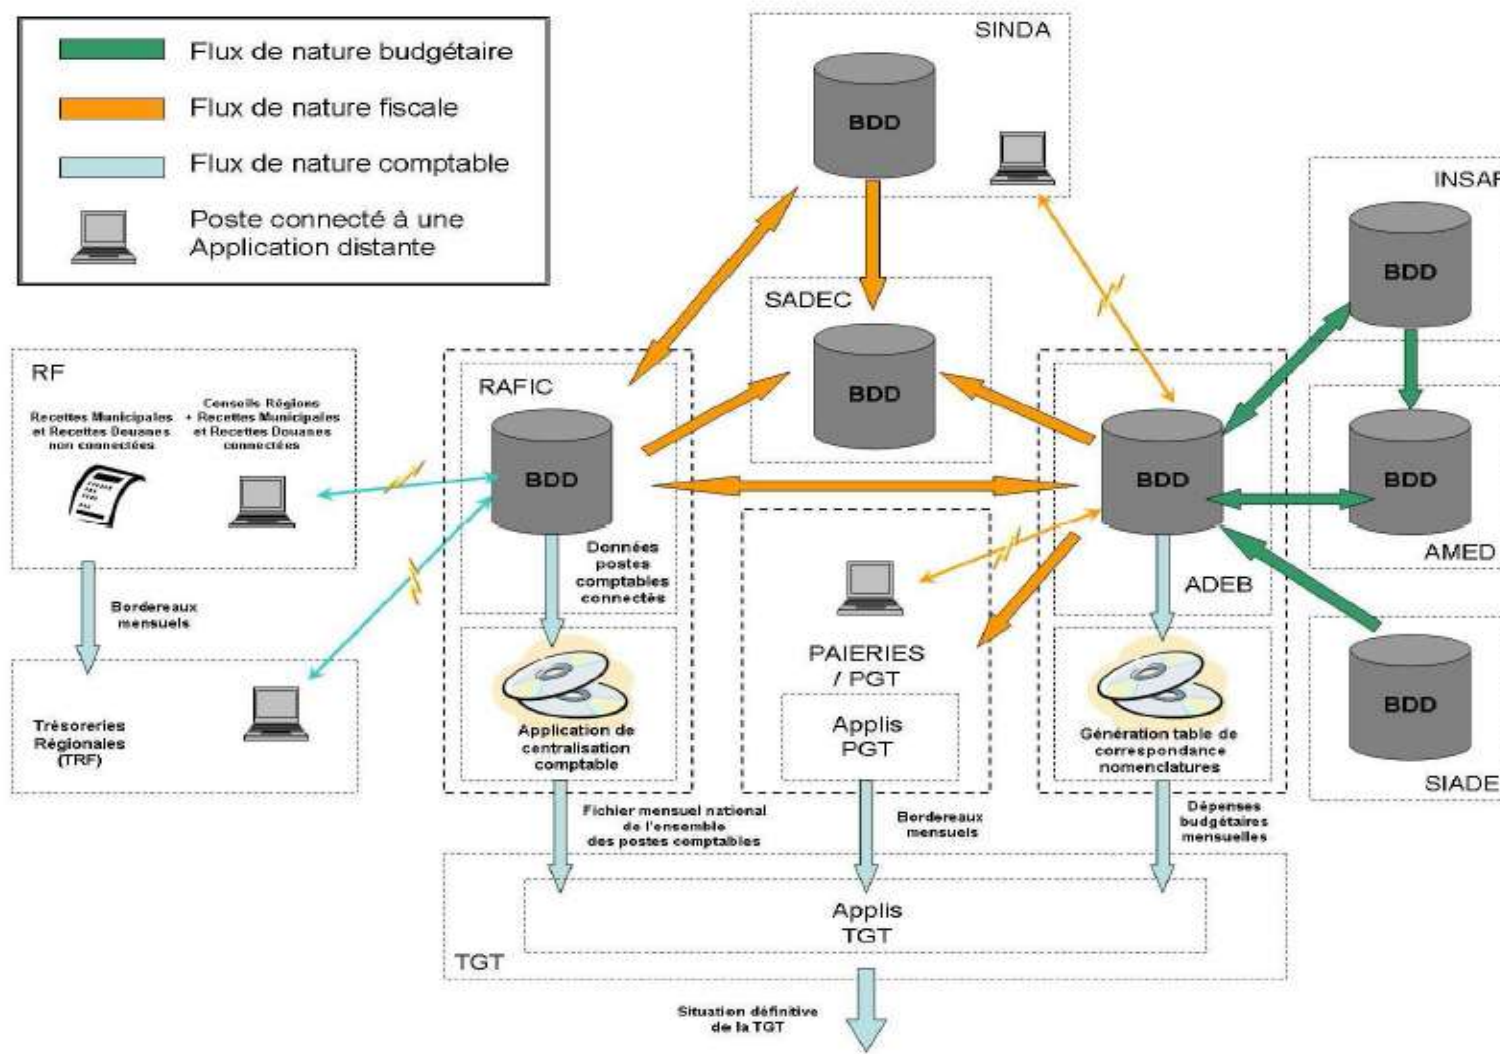 Flux de nature budgétaire
Flux de nature fiscale
Flux de nature comptable
Poste connecté à une
Application distante
SINDA
BDD
INSAF
BDD
SADEC
BDD
RF
Recettes Municipales
et Recettes Douanes
non connectées
Conseils Régions
+ Recettes Municipales
et Recettes Douanes
connectées
RAFIC
BDD
Données
postes
comptables
connectés
BDD
ADEB
BDD
AMED
Bordereaux
mensuels
Trésoreries
Régionales
(TRF)
Application de
centralisation
comptable
PAIERIES
/ PGT
Applis
PGT
Génération table de
correspondance
nomenclatures
BDD
SIADE
Fichier mensuel national
de l'ensemble
des postes comptables
Bordereaux
mensuels
Dépenses
budgétaires
mensuelles
Applis
TGT
TGT
Situation définitive
de la TGT